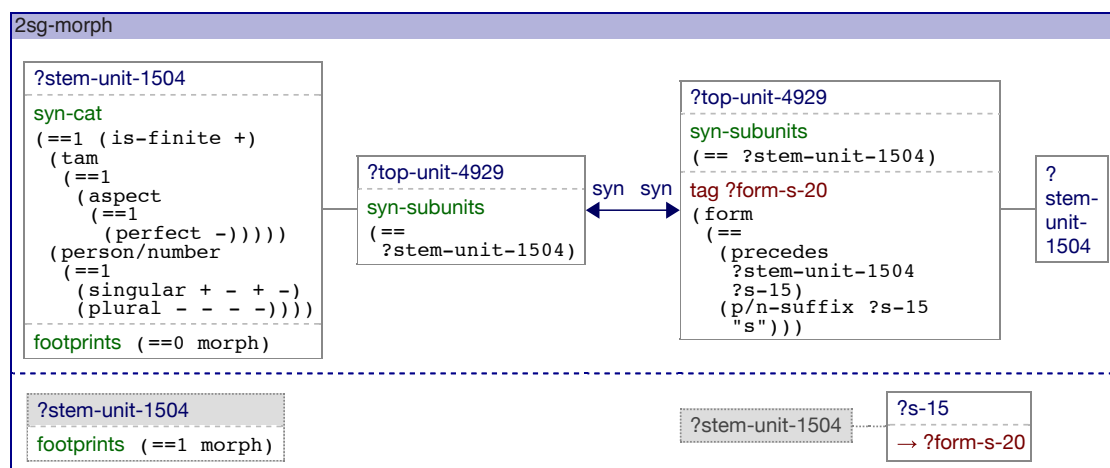 2sg-morph
?stem-unit-1504
syn-cat
(==1 (is-finite +)
(tam
(==1
(aspect
(==1
(perfect -)))))
(person/number
(==1
(singular + - + -)
(plural - - - -))))
footprints (==0 morph)
?top-unit-4929
syn-subunits
(==
?stem-unit-1504)
syn syn
?top-unit-4929
syn-subunits
(== ?stem-unit-1504)
tag ?form-s-20
(form
(==
(precedes
?stem-unit-1504
?s-15)
(p/n-suffix ?s-15
"s")))
?
stem-
unit-
1504
?stem-unit-1504
footprints (==1 morph)
?stem-unit-1504
?s-15
→ ?form-s-20